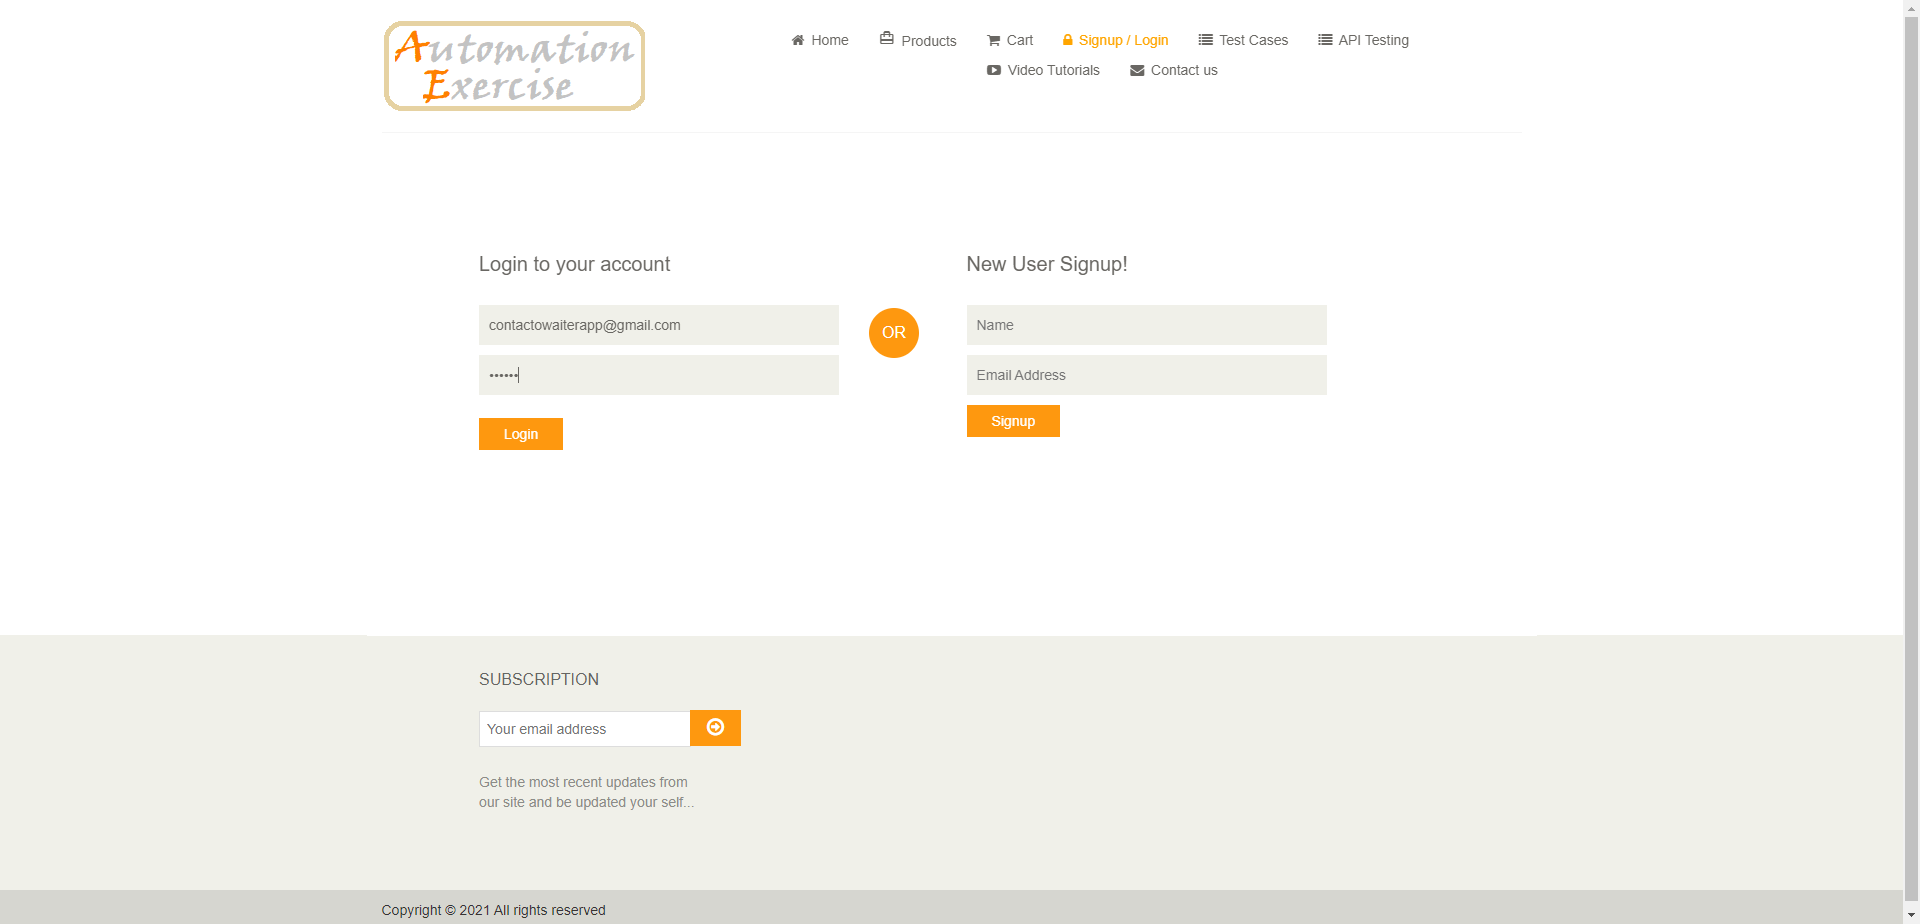 Automation
Exercise
Home
Products
Cart
Signup / Login
Test Cases
API Testing
Video Tutorials
Contact us
Login to your account
contactowaiterapp@gmail.com
••••••
Login
OR
New User Signup!
Name
Email Address
Signup
SUBSCRIPTION
Your email address
Get the most recent updates from
our site and be updated your self...
Copyright © 2021 All rights reserved